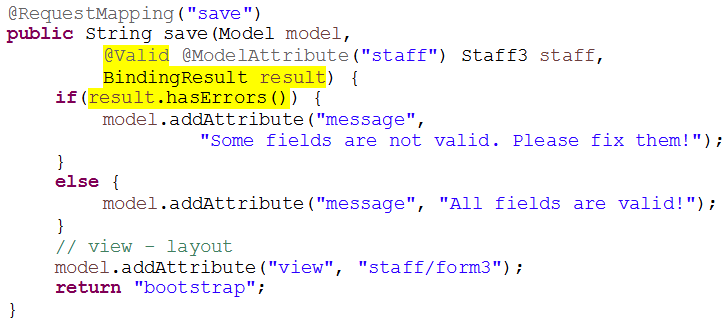 @RequestMapping("save")
public String save(Model model,
@Valid @ModelAttribute("staff") Staff3 staff,
BindingResult result) {
if(result.hasErrors()) {
model.addAttribute("message",
"Some fields are not valid. Please fix them!");
}
else {
model.addAttribute("message", "All fields are valid!");
}
// view - layout
model.addAttribute("view", "staff/form3");
return "bootstrap";
}